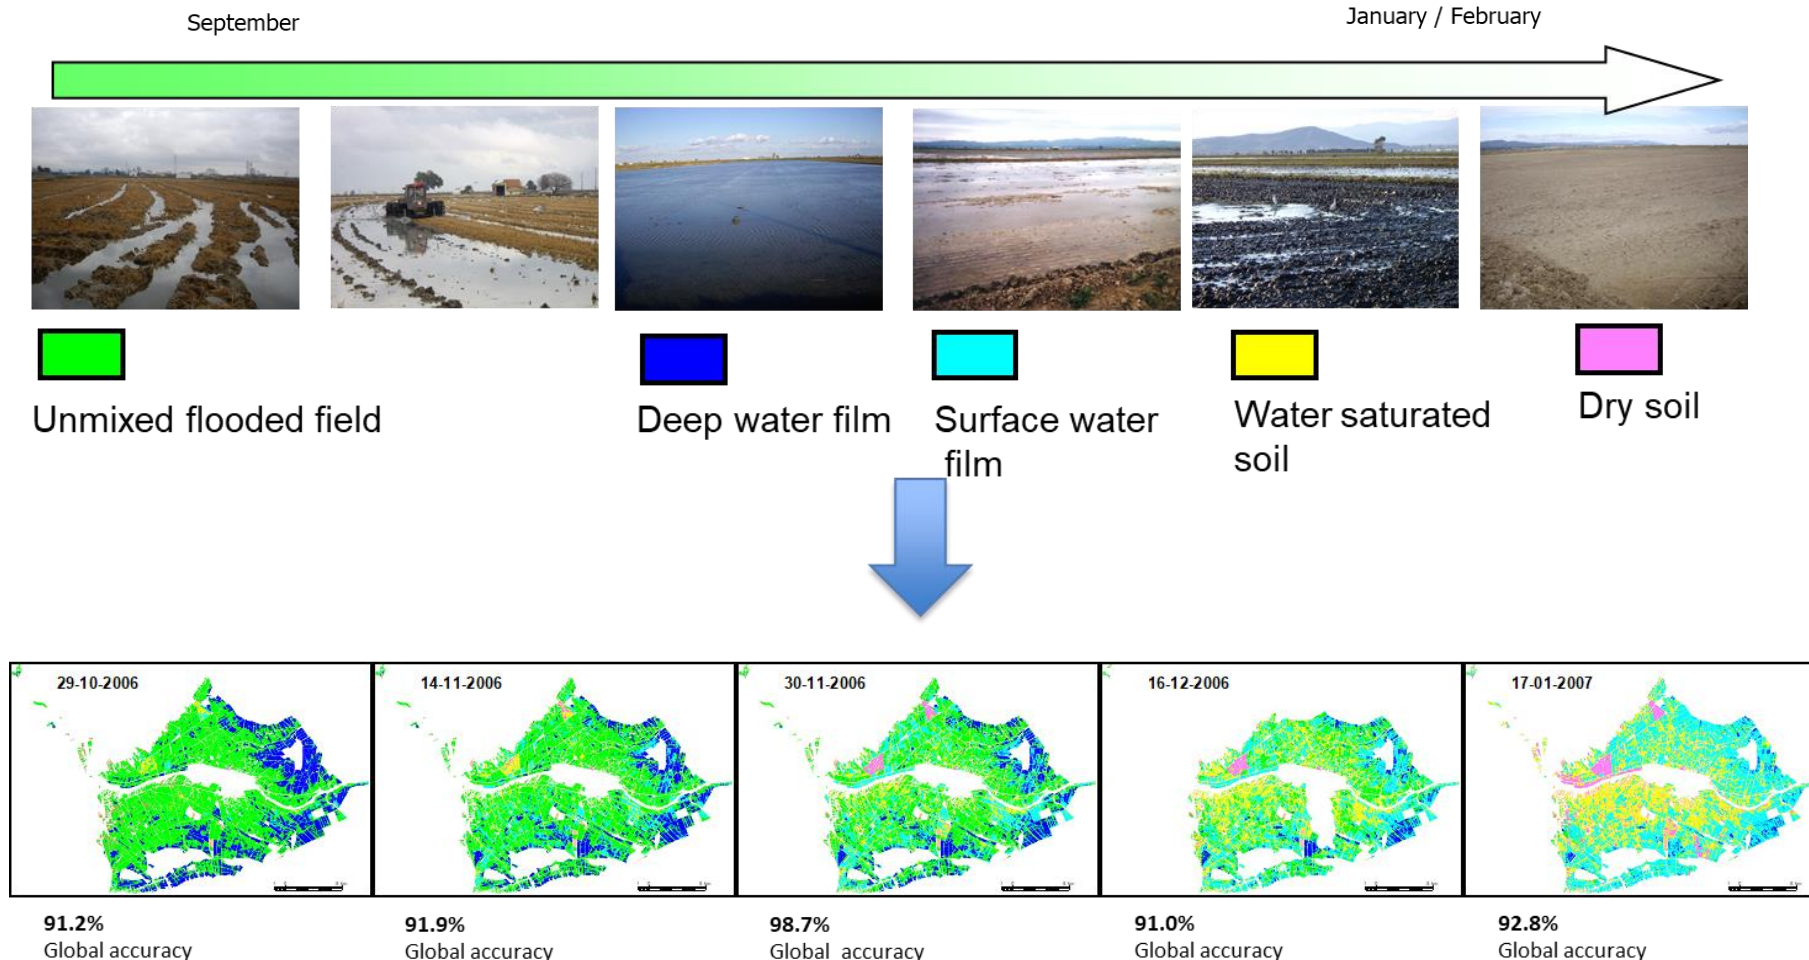 September
January / February
Unmixed flooded field
Deep water film
Surface water
film
Water saturated
soil
Dry soil
29-10-2006
14-11-2006
30-11-2006
16-12-2006
17-01-2007
91.2%
Global accuracy
91.9%
Global accuracy
98.7%
Global accuracy
91.0%
Global accuracy
92.8%
Global accuracy